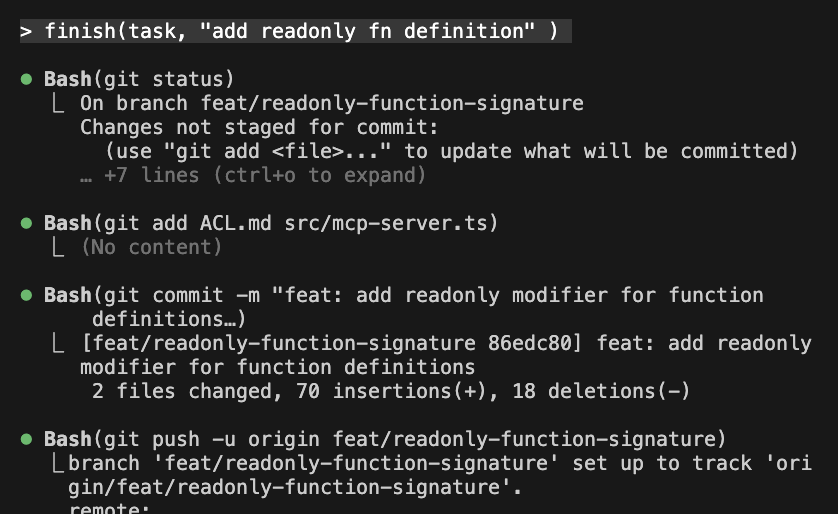 > finish(task, "add readonly fn definition" )
● Bash(git status)
⎿ On branch feat/readonly-function-signature
Changes not staged for commit:
(use "git add <file>..." to update what will be committed)
… +7 lines (ctrl+o to expand)
● Bash(git add ACL.md src/mcp-server.ts)
⎿ (No content)
● Bash(git commit -m "feat: add readonly modifier for function
definitions…)
⎿ [feat/readonly-function-signature 86edc80] feat: add readonly
modifier for function definitions
2 files changed, 70 insertions(+), 18 deletions(-)
● Bash(git push -u origin feat/readonly-function-signature)
⎿ branch 'feat/readonly-function-signature' set up to track 'ori
gin/feat/readonly-function-signature'.
remote: